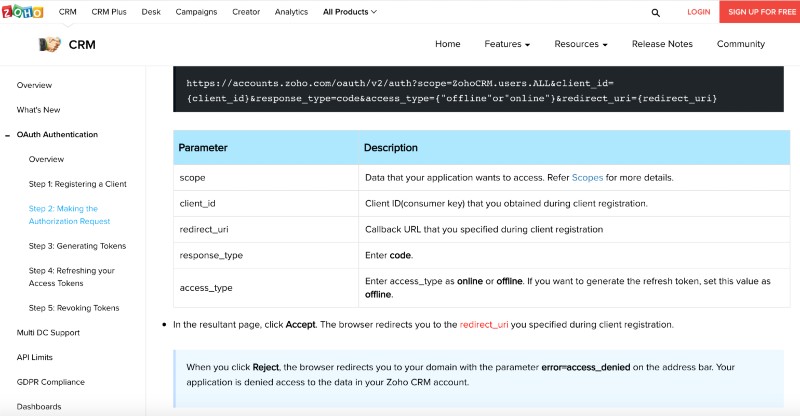 ZOHO CRM CRM Plus Desk Campaigns Creator Analytics All Products LOGIN SIGN UP FOR FREE
CRM Home Features Resources Release Notes Community
Overview
What's New
OAuth Authentication
Overview
Step 1: Registering a Client
Step 2: Making the
Authorization Request
Step 3: Generating Tokens
Step 4: Refreshing your
Access Tokens
Step 5: Revoking Tokens
Multi DC Support
API Limits
GDPR Compliance
Dashboards
https://accounts.zoho.com/oauth/v2/auth?scope=ZohoCRM.users.ALL&client_id=
{client_id}&response_type=code&access_type={"offline"or"online"}&redirect_uri={redirect_uri}
Parameter Description
scope Data that your application wants to access. Refer Scopes for more details.
client_id Client ID(consumer key) that you obtained during client registration.
redirect_uri Callback URL that you specified during client registration
response_type Enter code.
access_type Enter access_type as online or offline. If you want to generate the refresh token, set this value as
offline.
In the resultant page, click Accept. The browser redirects you to the redirect_uri you specified during client registration.
When you click Reject, the browser redirects you to your domain with the parameter error=access_denied on the address bar. Your
application is denied access to the data in your Zoho CRM account.